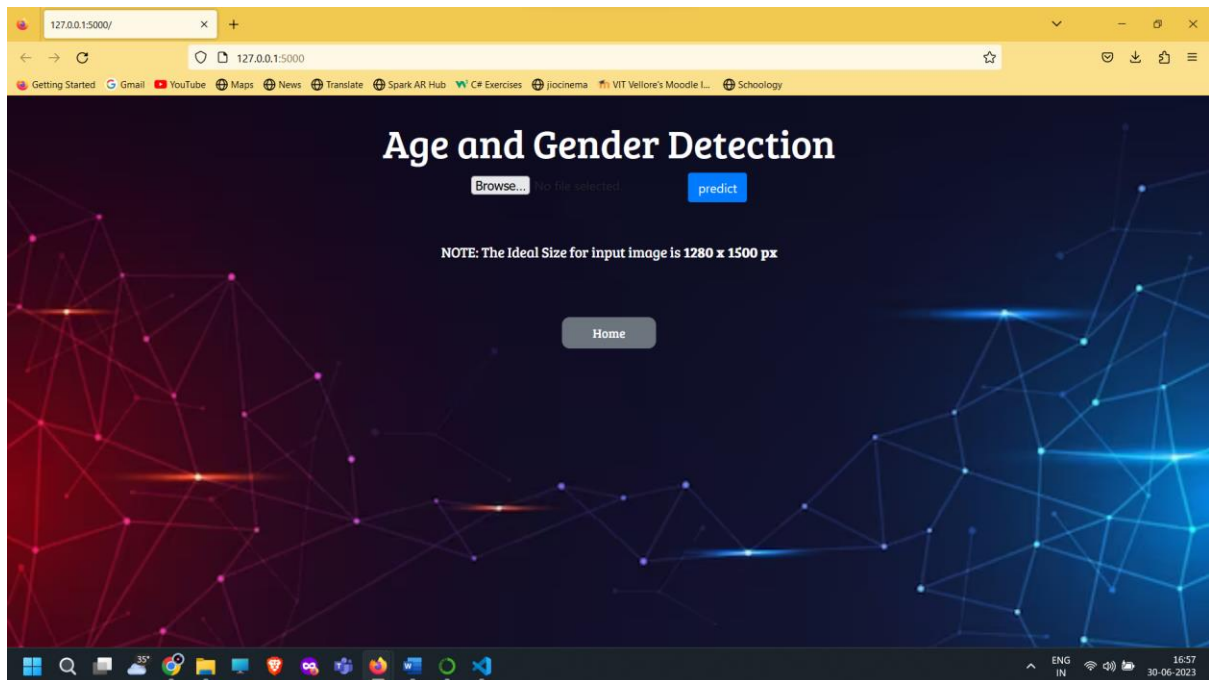 127.0.0.1:5000/
127.0.0.1:5000
Getting Started Gmail YouTube Maps News Translate Spark AR Hub C# Exercises jiocinema VIT Vellore's Moodle I... Schoology
Age and Gender Detection
Browse... No file selected. predict
NOTE: The Ideal Size for input image is 1280 x 1500 px
Home
35°
ENG 16:57
IN 30-06-2023